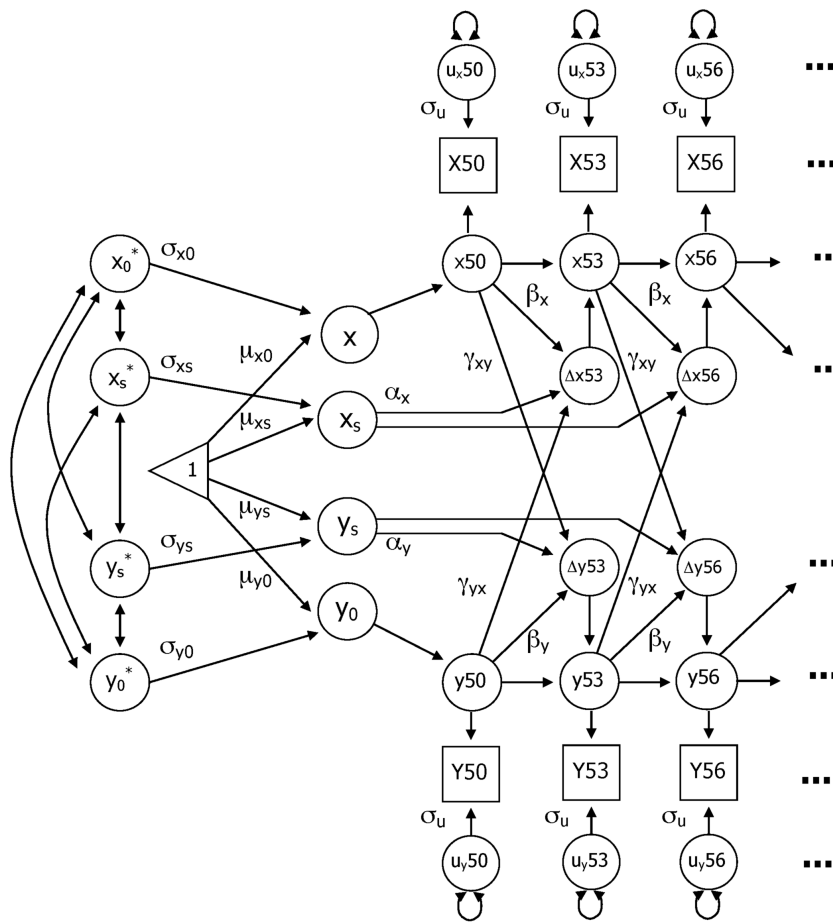 uₓ50 uₓ53 uₓ56 ...
σᵤ σᵤ σᵤ
X50 X53 X56 ...
x₀* σₓ₀ x50 x53 x56 ...
μₓ₀ x βₓ βₓ
xₛ* σₓₛ γₓᵧ Δx53 γₓᵧ Δx56 ...
μₓₛ xₛ αₓ
1
μᵧₛ yₛ αᵧ
yₛ* σᵧₛ γᵧₓ Δy53 γᵧₓ Δy56 ...
μᵧ₀ y₀ βᵧ βᵧ
y₀* σᵧ₀ y50 y53 y56 ...
Y50 Y53 Y56 ...
σᵤ σᵤ σᵤ
uᵧ50 uᵧ53 uᵧ56 ...